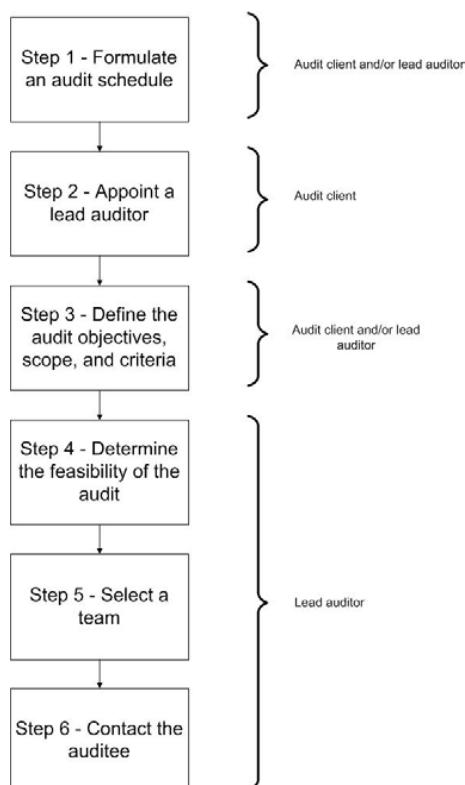 Step 1 - Formulate
an audit schedule
Audit client and/or lead auditor
Step 2 - Appoint a
lead auditor
Audit client
Step 3 - Define the
audit objectives,
scope, and criteria
Audit client and/or lead
auditor
Step 4 - Determine
the feasibility of the
audit
Step 5 - Select a
team
Lead auditor
Step 6 - Contact the
auditee